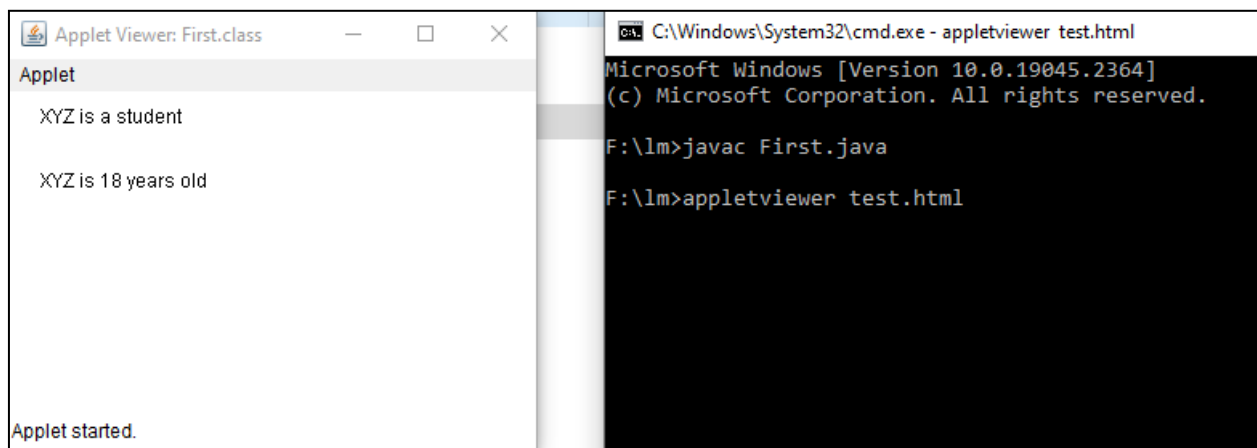 Applet Viewer: First.class
Applet
XYZ is a student
XYZ is 18 years old
Applet started.
C:\Windows\System32\cmd.exe - appletviewer test.html
Microsoft Windows [Version 10.0.19045.2364]
(c) Microsoft Corporation. All rights reserved.
F:\lm>javac First.java
F:\lm>appletviewer test.html